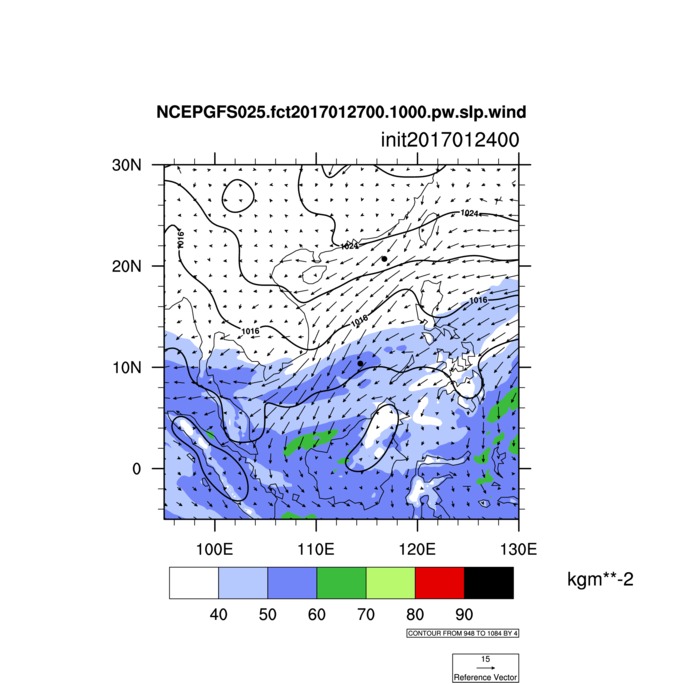 NCEPGFS025.fct2017012700.1000.pw.slp.wind
init2017012400
30N
1024
1016
1024
20N
1016
1016
1016
10N
0
100E 110E 120E 130E
kgm**-2
40 50 60 70 80 90
CONTOUR FROM 948 TO 1084 BY 4
15
Reference Vector